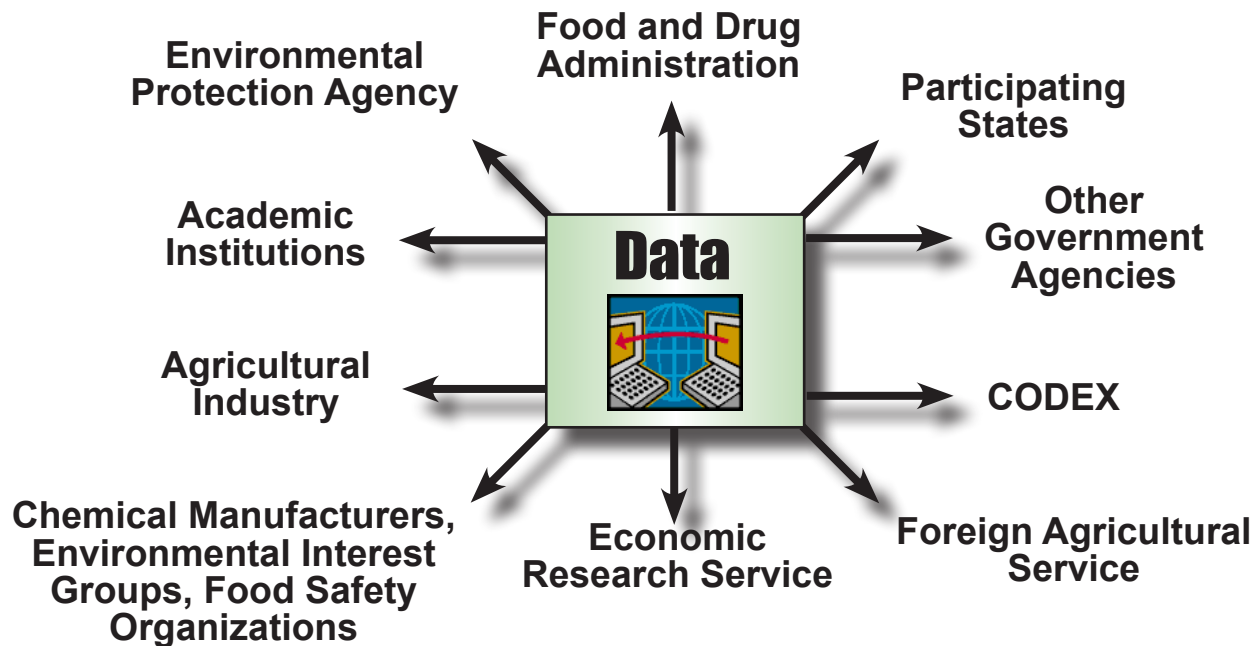 Food and Drug
Administration
Environmental
Protection Agency
Participating
States
Academic
Institutions
Other
Government
Agencies
Data
Agricultural
Industry
CODEX
Chemical Manufacturers,
Environmental Interest
Groups, Food Safety
Organizations
Economic
Research Service
Foreign Agricultural
Service